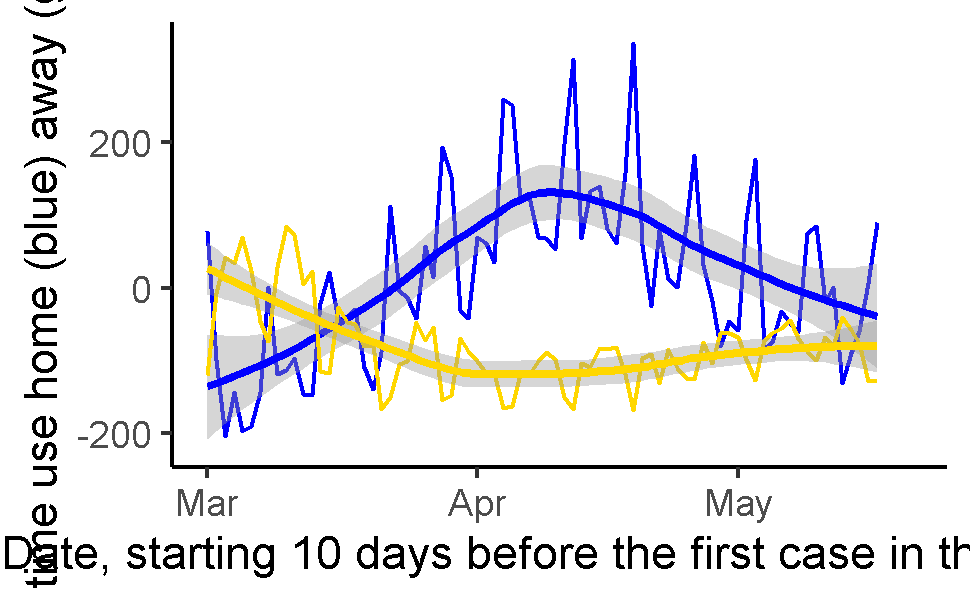 time use home (blue) away (
200
0
-200
Mar Apr May
Date, starting 10 days before the first case in th